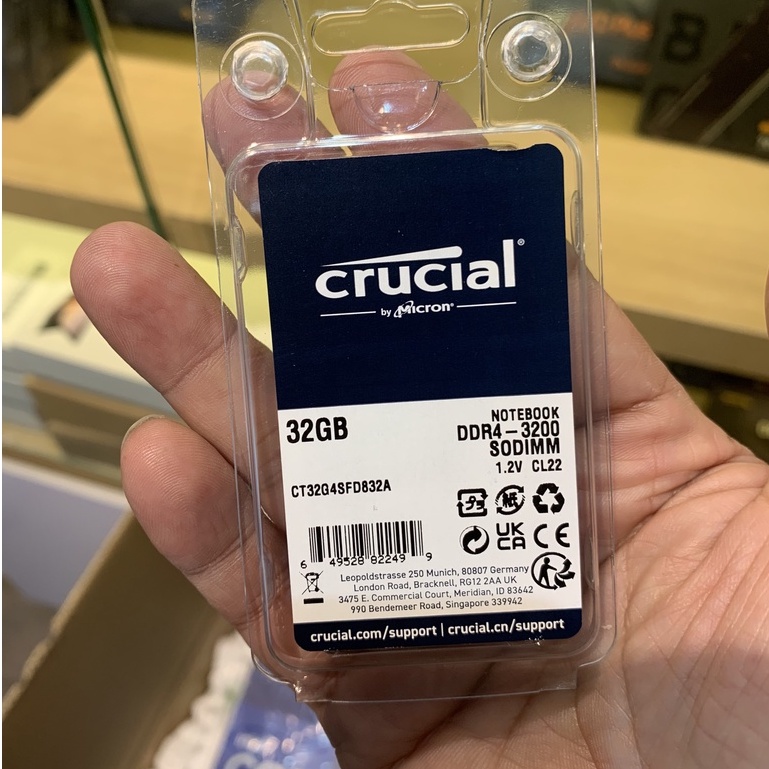 crucial®
by Micron®
32GB
NOTEBOOK
DDR4-3200
SODIMM
1.2V CL22
CT32G4SFD832A
紙
UK
CA
CE
6 49528 82249 9
Leopoldstrasse 250 Munich, 80807 Germany
London Road, Bracknell, RG12 2AA UK
3475 E. Commercial Court, Meridian, ID 83642
990 Bendemeer Road, Singapore 339942
crucial.com/support | crucial.cn/support